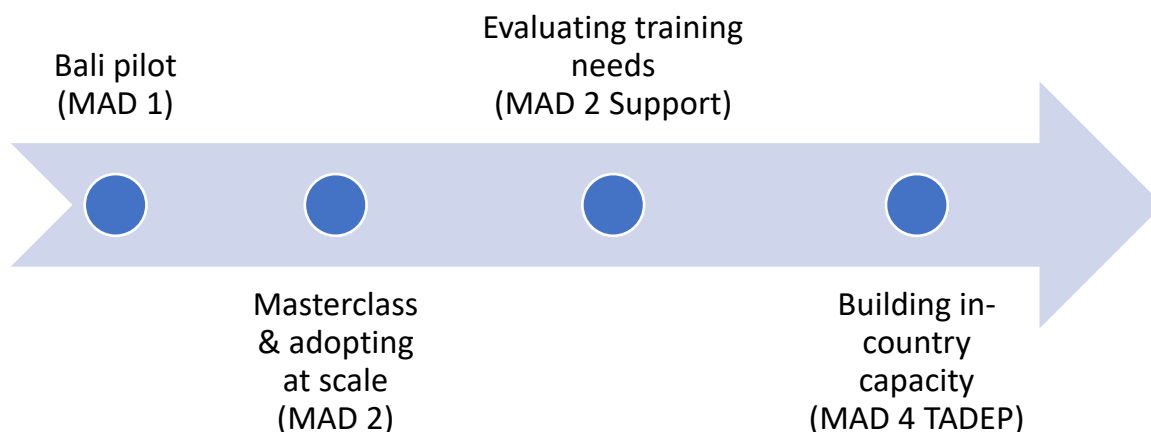 Bali pilot
(MAD 1)
Masterclass
& adopting
at scale
(MAD 2)
Evaluating training
needs
(MAD 2 Support)
Building in-
country
capacity
(MAD 4 TADEP)